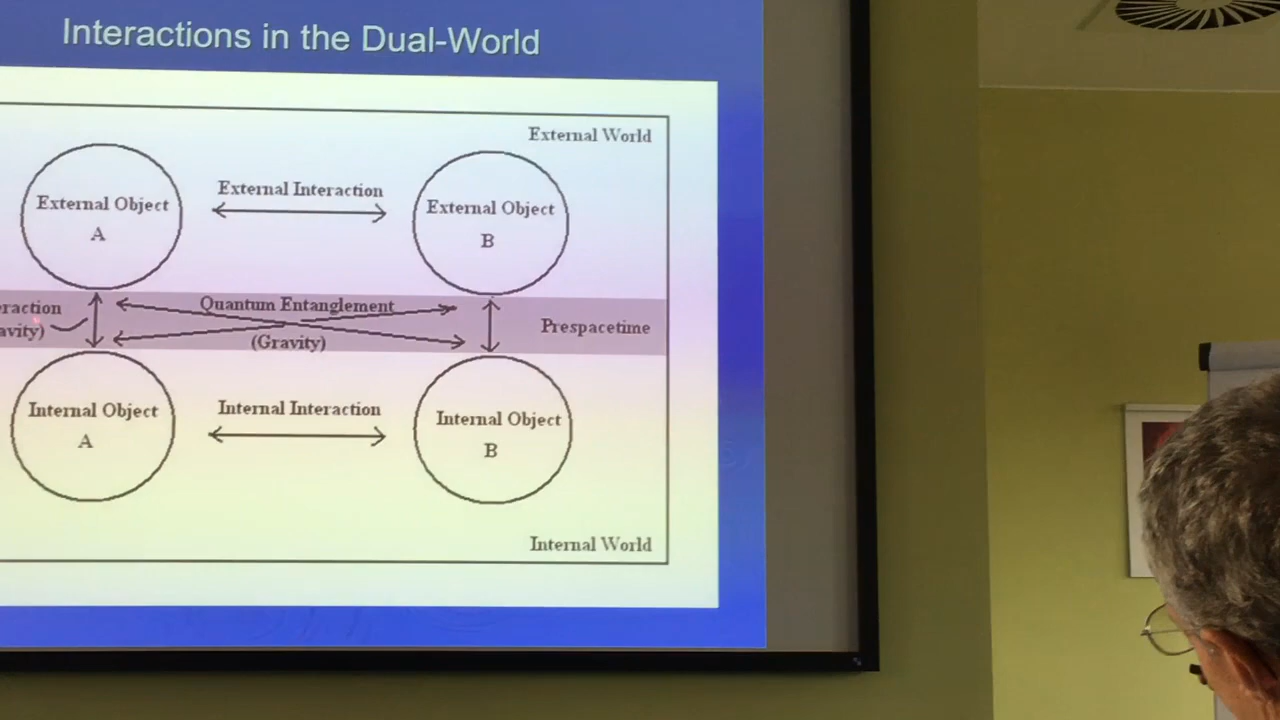 Interactions in the Dual-World
External World
External Object
A
External Interaction
External Object
B
Quantum Entanglement
(Gravity)
Prespacetime
Internal Object
A
Internal Interaction
Internal Object
B
Internal World